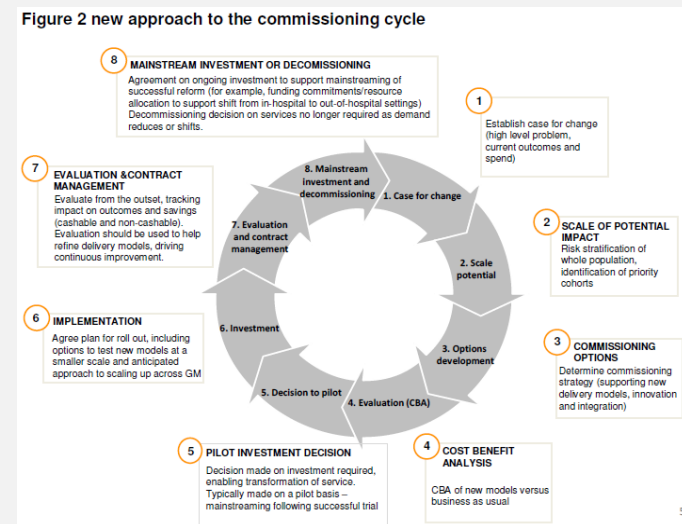 Figure 2 new approach to the commissioning cycle
8
MAINSTREAM INVESTMENT OR DECOMISSIONING
Agreement on ongoing investment to support mainstreaming of
successful reform (for example, funding commitments/resource
allocation to support shift from in-hospital to out-of-hospital settings)
Decommissioning decision on services no longer required as demand
reduces or shifts.
1
Establish case for change
(high level problem,
current outcomes and
spend)
2
SCALE OF POTENTIAL
IMPACT
Risk stratification of
whole population,
identification of priority
cohorts
3
COMMISSIONING
OPTIONS
Determine commissioning
strategy (supporting new
delivery models, innovation
and integration)
4
COST BENEFIT
ANALYSIS
CBA of new models versus
business as usual
5
PILOT INVESTMENT DECISION
Decision made on investment required,
enabling transformation of service.
Typically made on a pilot basis –
mainstreaming following successful trial
6
IMPLEMENTATION
Agree plan for roll out, including
options to test new models at a
smaller scale and anticipated
approach to scaling up across GM
7
EVALUATION &CONTRACT
MANAGEMENT
Evaluate from the outset, tracking
impact on outcomes and savings
(cashable and non-cashable).
Evaluation should be used to help
refine delivery models, driving
continuous improvement.
8. Mainstream
investment and
decommissioning
1. Case for change
2. Scale
potential
3. Options
development
4. Evaluation (CBA)
5. Decision to pilot
6. Investment
7. Evaluation
and contract
management